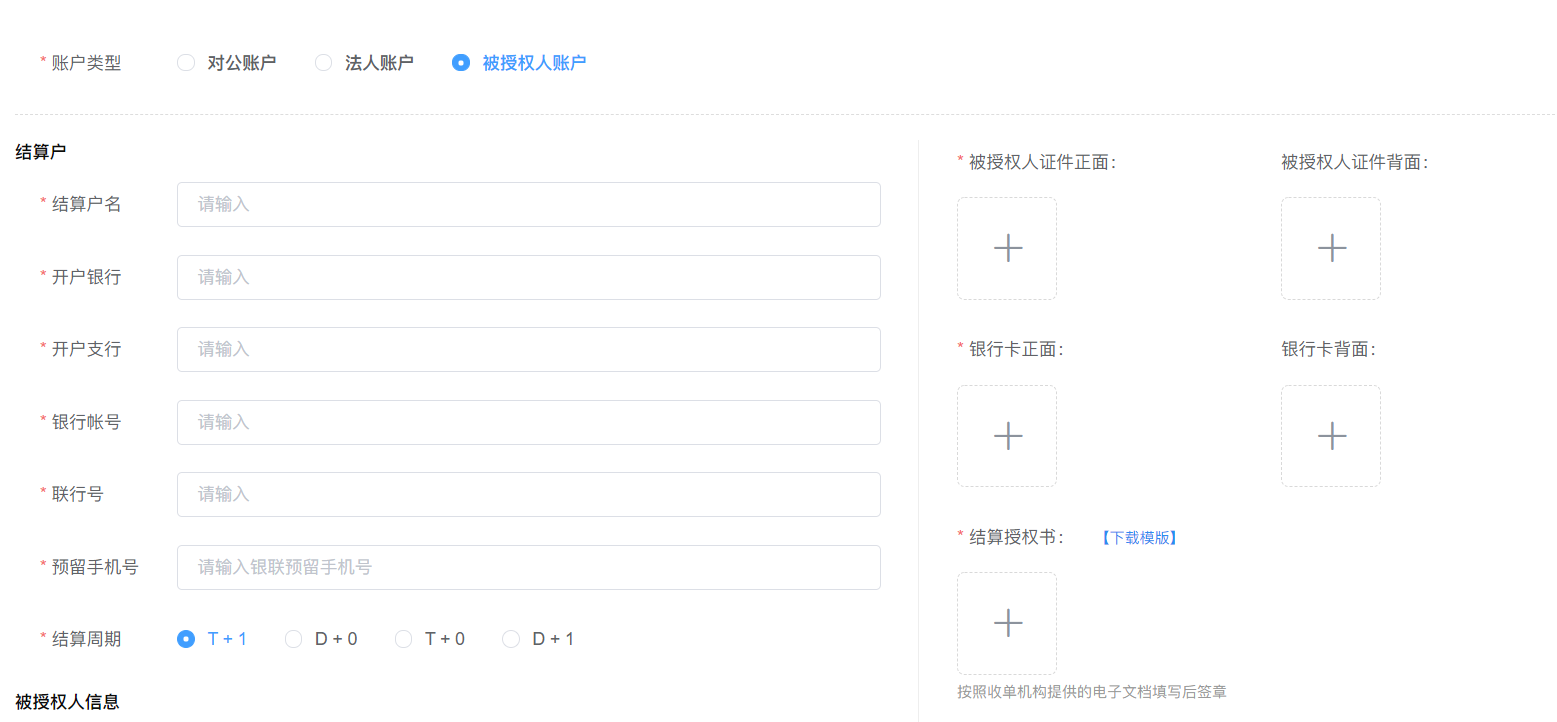 * 账户类型 对公账户 法人账户 被授权人账户
结算户
* 结算户名 请输入
* 开户银行 请输入
* 开户支行 请输入
* 银行帐号 请输入
* 联行号 请输入
* 预留手机号 请输入银联预留手机号
* 结算周期 T + 1 D + 0 T + 0 D + 1
被授权人信息
* 被授权人证件正面: 被授权人证件背面:
* 银行卡正面: 银行卡背面:
* 结算授权书: 【下载模版】
按照收单机构提供的电子文档填写后签章